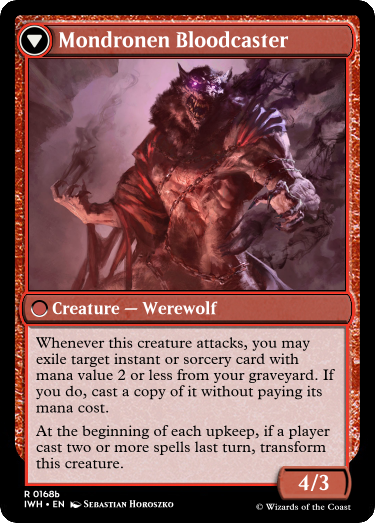 Mondronen Bloodcaster
Creature — Werewolf
Whenever this creature attacks, you may
exile target instant or sorcery card with
mana value 2 or less from your graveyard. If
you do, cast a copy of it without paying its
mana cost.
At the beginning of each upkeep, if a player
cast two or more spells last turn, transform
this creature.
4/3
R 0168b
IWH • EN Sebastian Horoszko
© Wizards of the Coast